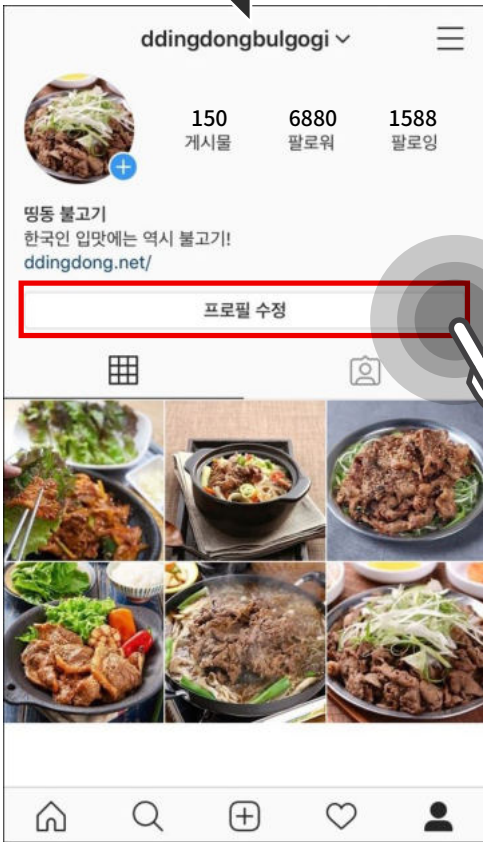 ddingdongbulgogi
150 6880 1588
게시물 팔로워 팔로잉
띵동 불고기
한국인 입맛에는 역시 불고기!
ddingdong.net/
프로필 수정